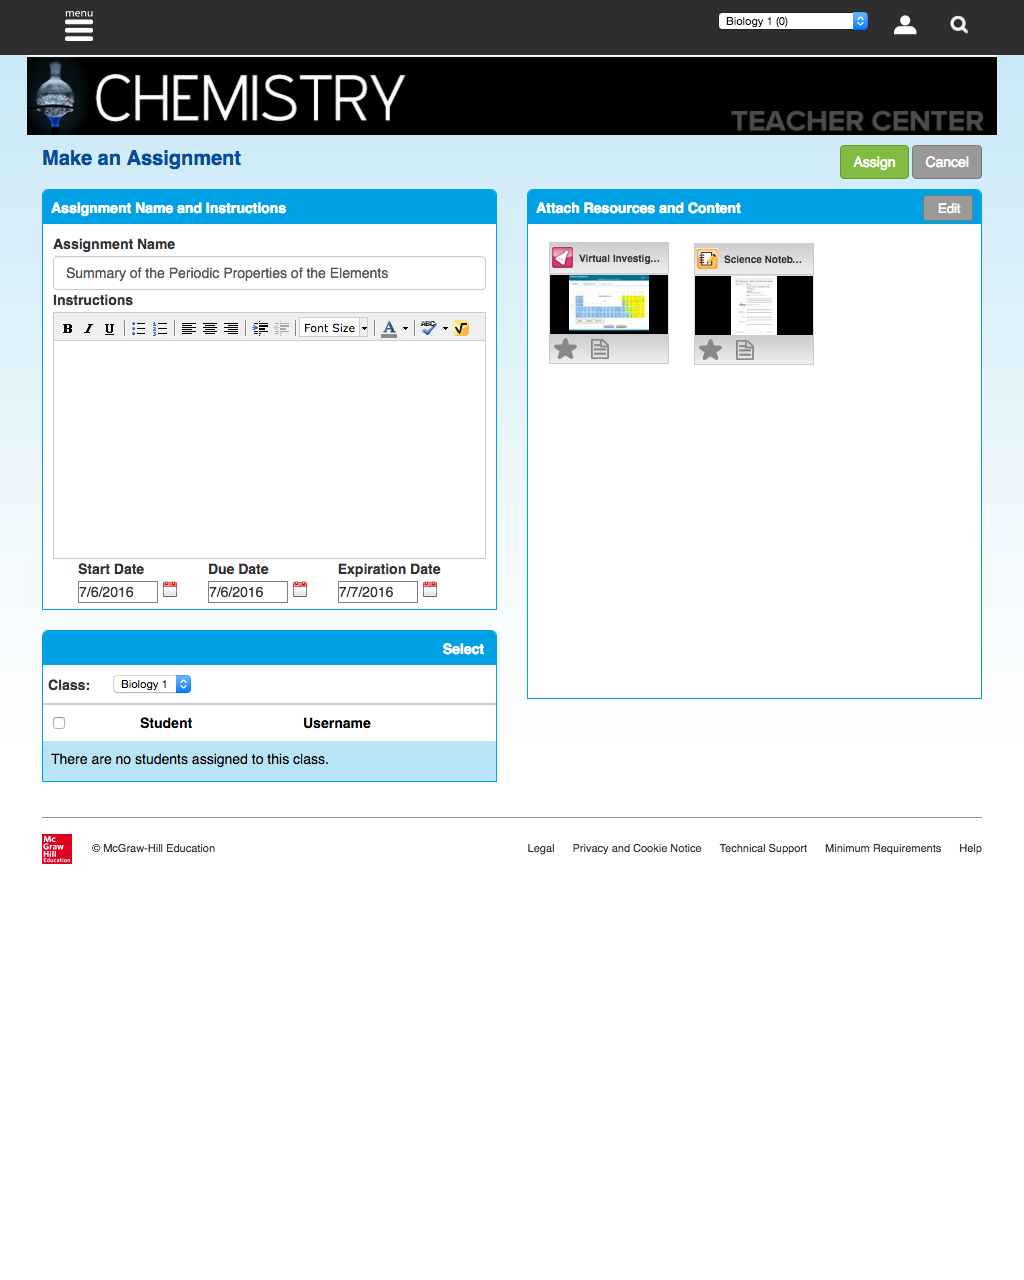 menu
Biology 1 (0)
CHEMISTRY
TEACHER CENTER
Make an Assignment
Assign
Cancel
Assignment Name and Instructions
Assignment Name
Summary of the Periodic Properties of the Elements
Instructions
B I U
Font Size
A
ABC
Start Date
Due Date
Expiration Date
7/6/2016
7/6/2016
7/7/2016
Attach Resources and Content
Edit
Virtual Investig...
Science Noteb...
Select
Class:
Biology 1
Student
Username
There are no students assigned to this class.
Mc
Graw
Hill
Education
© McGraw-Hill Education
Legal
Privacy and Cookie Notice
Technical Support
Minimum Requirements
Help